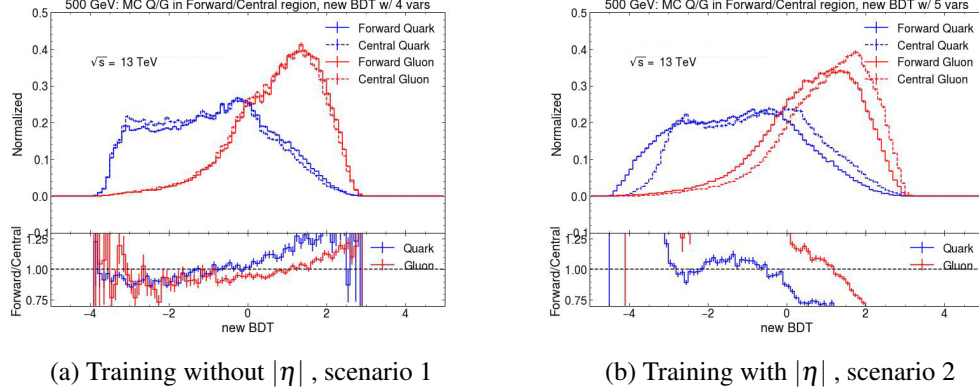 500 GeV: MC Q/G in Forward/Central region, new BDT w/ 4 vars
0.5
0.4
0.3
0.2
0.1
0.0
0.1
Normalized
√s = 13 TeV
Forward Quark
Central Quark
Forward Gluon
Central Gluon
1.25
1.00
0.75
Forward/Central
Quark
Gluon
−4 −2 0 2 4
new BDT
(a) Training without |η| , scenario 1
500 GeV: MC Q/G in Forward/Central region, new BDT w/ 5 vars
0.5
0.4
0.3
0.2
0.1
0.0
0.1
Normalized
√s = 13 TeV
Forward Quark
Central Quark
Forward Gluon
Central Gluon
1.25
1.00
0.75
Forward/Central
Quark
Gluon
−4 −2 0 2 4
new BDT
(b) Training with |η| , scenario 2